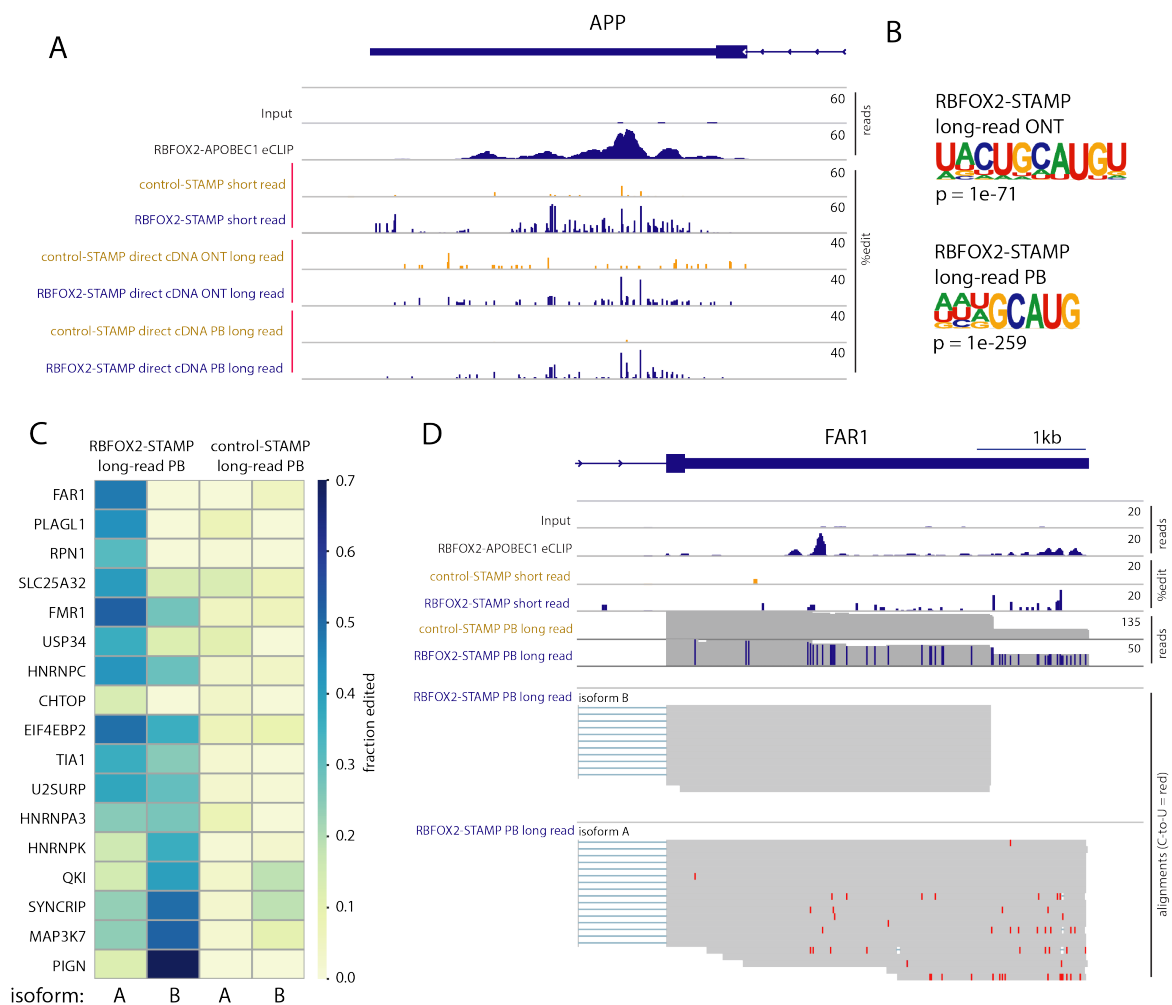 A
APP
Input
60
RBFOX2-APOBEC1 eCLIP
60
reads
control-STAMP short read
60
RBFOX2-STAMP short read
60
control-STAMP direct cDNA ONT long read
40
RBFOX2-STAMP direct cDNA ONT long read
40
control-STAMP direct cDNA PB long read
40
RBFOX2-STAMP direct cDNA PB long read
40
%edit
B
RBFOX2-STAMP
long-read ONT
UACUGCAUGU
p = 1e-71
RBFOX2-STAMP
long-read PB
AAUGCAUG
p = 1e-259
C
RBFOX2-STAMP control-STAMP
long-read PB long-read PB
FAR1
PLAGL1
RPN1
SLC25A32
FMR1
USP34
HNRNPC
CHTOP
EIF4EBP2
TIA1
U2SURP
HNRNPA3
HNRNPK
QKI
SYNCRIP
MAP3K7
PIGN
isoform: A B A B
0.7
0.6
0.5
0.4
0.3
0.2
0.1
0.0
fraction edited
D
FAR1
1kb
Input
20
RBFOX2-APOBEC1 eCLIP
20
reads
control-STAMP short read
20
RBFOX2-STAMP short read
20
%edit
control-STAMP PB long read
135
RBFOX2-STAMP PB long read
50
reads
RBFOX2-STAMP PB long read
isoform B
RBFOX2-STAMP PB long read
isoform A
alignments (C-to-U = red)